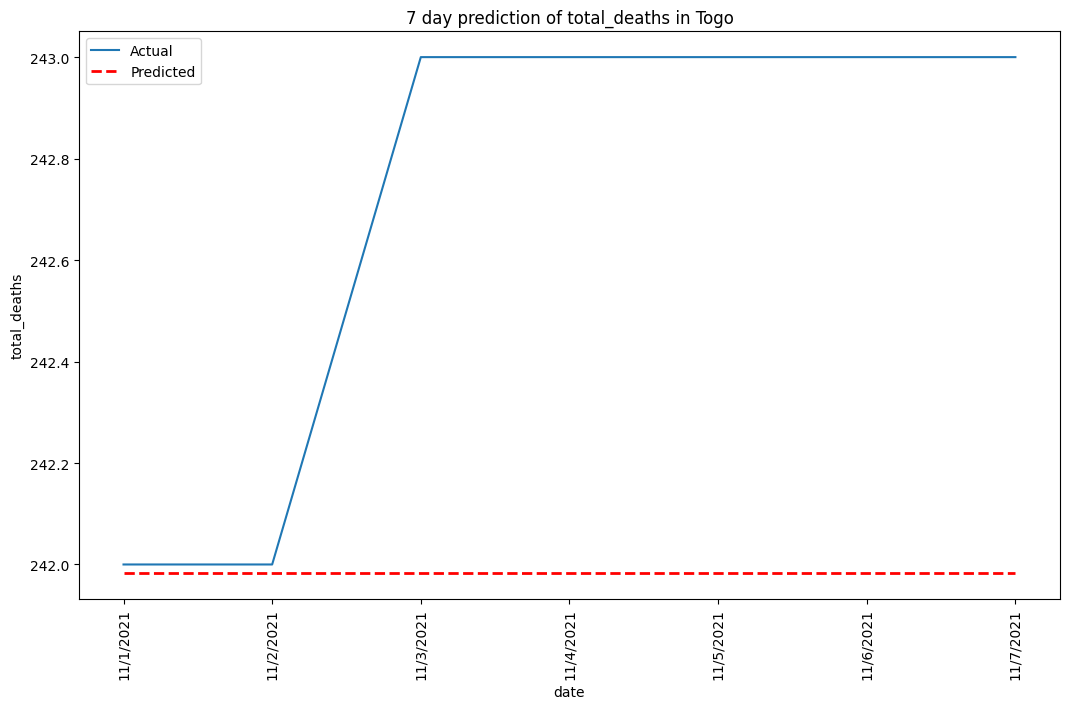 7 day prediction of total_deaths in Togo
Actual
Predicted
243.0
242.8
242.6
242.4
242.2
242.0
total_deaths
11/1/2021
11/2/2021
11/3/2021
11/4/2021
11/5/2021
11/6/2021
11/7/2021
date